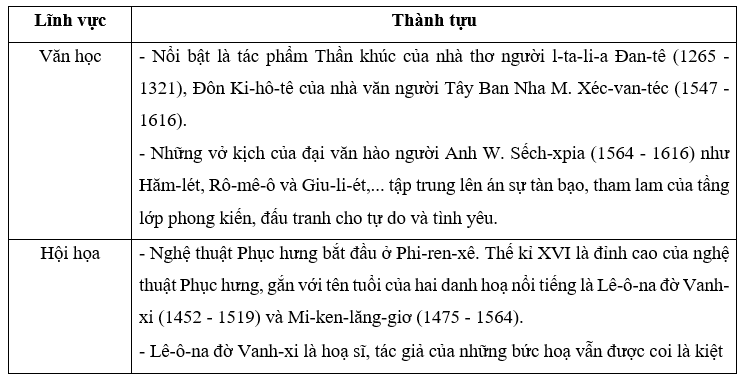 Lĩnh vực Thành tựu
Văn học - Nổi bật là tác phẩm Thần khúc của nhà thơ người l-ta-li-a Đan-tê (1265 -
1321), Đôn Ki-hô-tê của nhà văn người Tây Ban Nha M. Xéc-van-téc (1547 -
1616).
- Những vở kịch của đại văn hào người Anh W. Sếch-xpia (1564 - 1616) như
Hăm-lét, Rô-mê-ô và Giu-li-ét,... tập trung lên án sự tàn bạo, tham lam của tầng
lớp phong kiến, đấu tranh cho tự do và tình yêu.
Hội họa - Nghệ thuật Phục hưng bắt đầu ở Phi-ren-xê. Thế kỉ XVI là đỉnh cao của nghệ
thuật Phục hưng, gắn với tên tuổi của hai danh hoạ nổi tiếng là Lê-ô-na đờ Vanh-
xi (1452 - 1519) và Mi-ken-lăng-giơ (1475 - 1564).
- Lê-ô-na đờ Vanh-xi là hoạ sĩ, tác giả của những bức hoạ vẫn được coi là kiệt